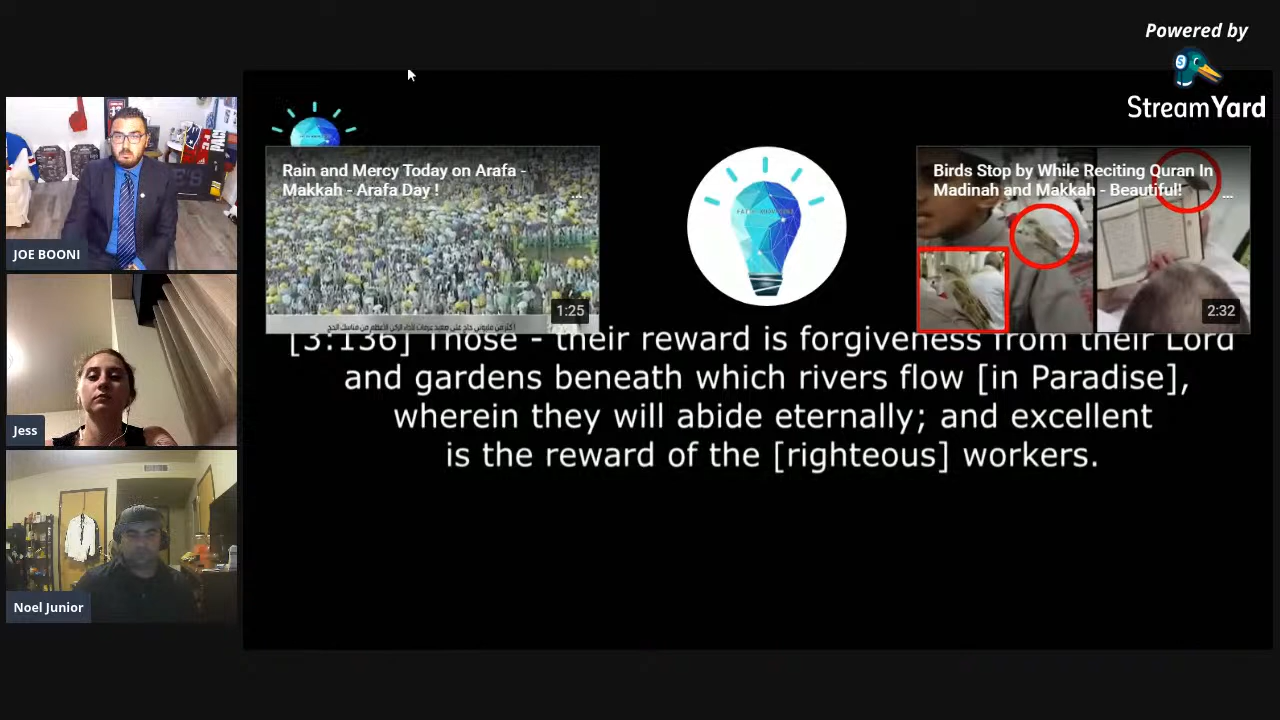 Powered by
StreamYard
JOE BOONI
Jess
Noel Junior
Rain and Mercy Today on Arafa -
Makkah - Arafa Day !
1:25
Birds Stop by While Reciting Quran In
Madinah and Makkah - Beautiful!
2:32
[3:136] Those - their reward is forgiveness from their Lord
and gardens beneath which rivers flow [in Paradise],
wherein they will abide eternally; and excellent
is the reward of the [righteous] workers.